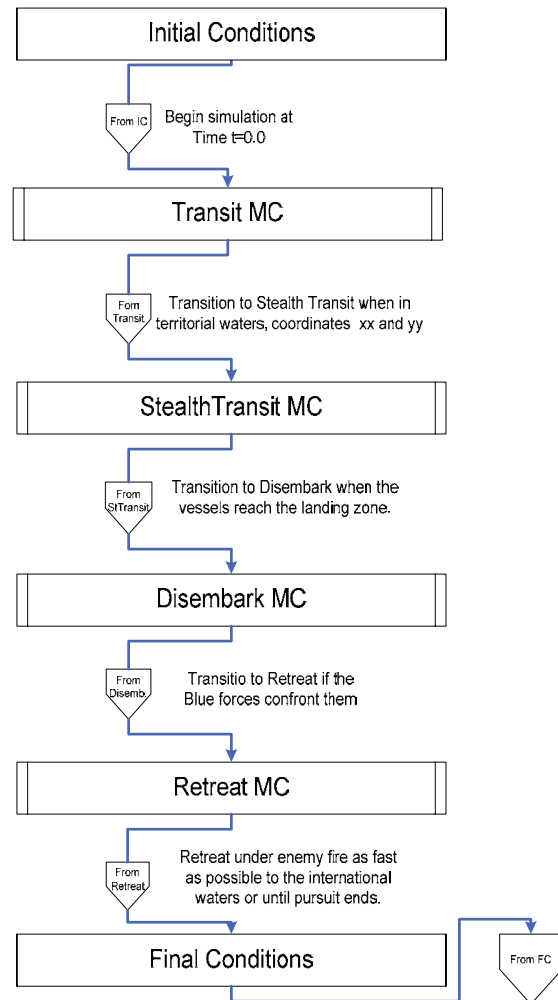 Initial Conditions
From IC
Begin simulation at
Time t=0.0
Transit MC
Fom
Transit
Transition to Stealth Transit when in
territorial waters, coordinates xx and yy
StealthTransit MC
From
StTransit
Transition to Disembark when the
vessels reach the landing zone.
Disembark MC
From
Disemb.
Transitio to Retreat if the
Blue forces confront them
Retreat MC
From
Retreat
Retreat under enemy fire as fast
as possible to the international
waters or until pursuit ends.
Final Conditions
From FC